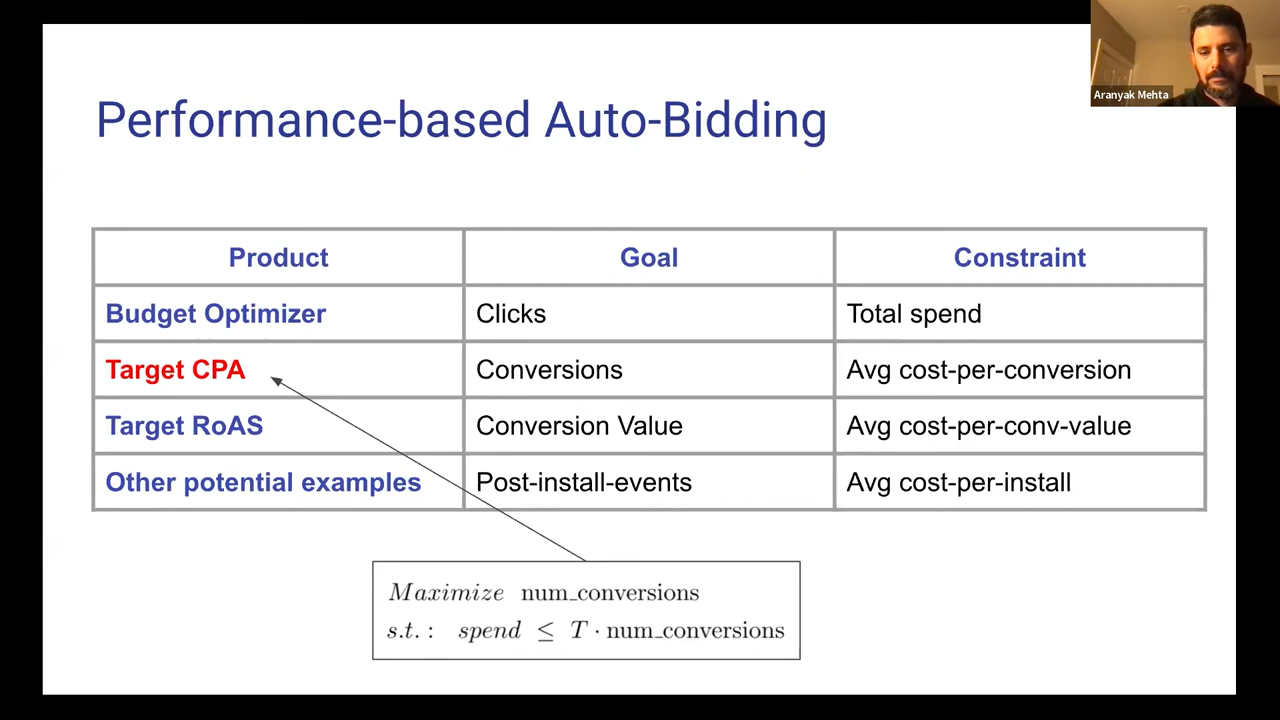 Aranyak Mehta
Performance-based Auto-Bidding
Product Goal Constraint
Budget Optimizer Clicks Total spend
Target CPA Conversions Avg cost-per-conversion
Target RoAS Conversion Value Avg cost-per-conv-value
Other potential examples Post-install-events Avg cost-per-install
Maximize num_conversions
s.t. : spend ≤ T · num_conversions